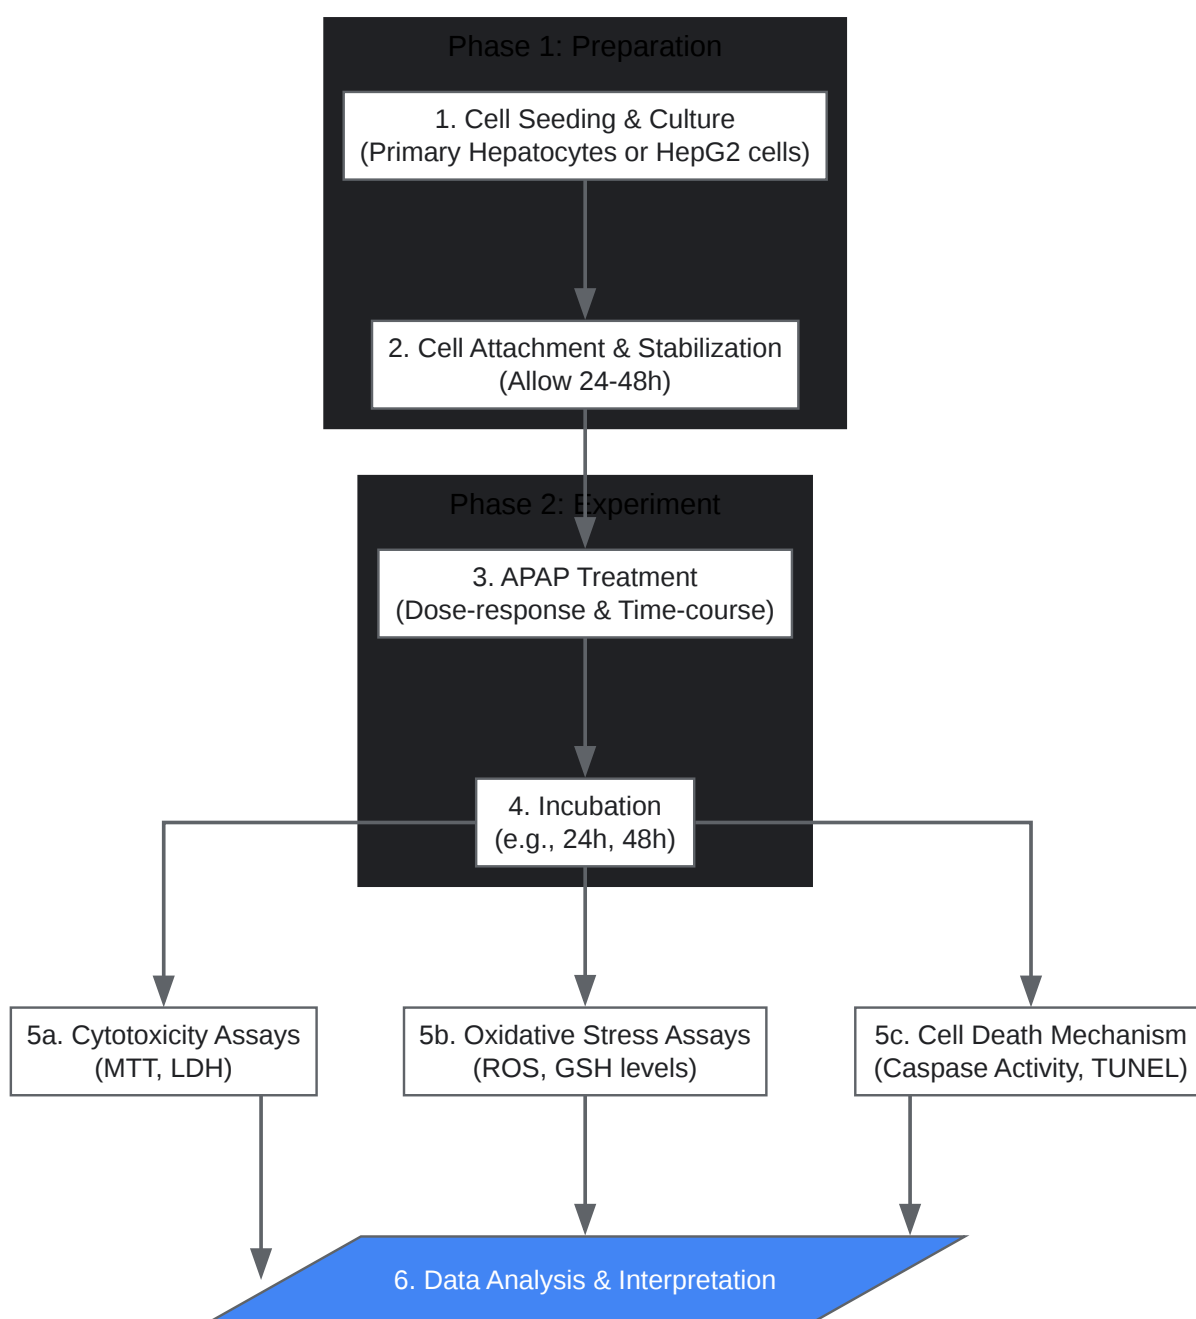 Phase 1: Preparation
1. Cell Seeding & Culture
(Primary Hepatocytes or HepG2 cells)
2. Cell Attachment & Stabilization
(Allow 24-48h)
Phase 2: Experiment
3. APAP Treatment
(Dose-response & Time-course)
4. Incubation
(e.g., 24h, 48h)
5a. Cytotoxicity Assays
(MTT, LDH)
5b. Oxidative Stress Assays
(ROS, GSH levels)
5c. Cell Death Mechanism
(Caspase Activity, TUNEL)
6. Data Analysis & Interpretation